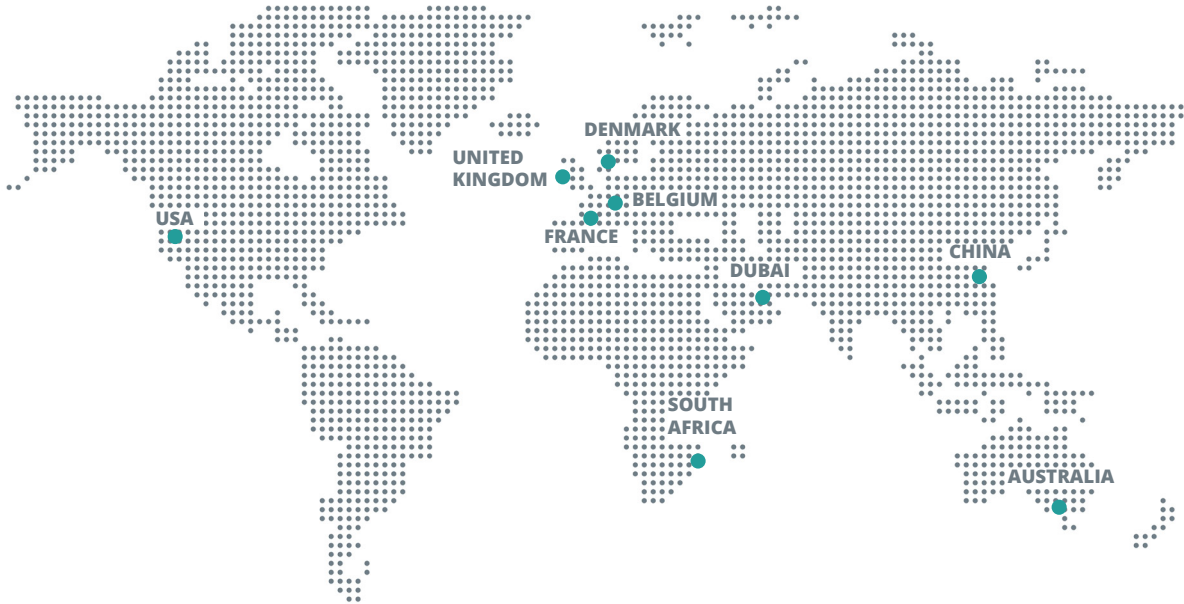 DENMARK
UNITED
KINGDOM
BELGIUM
USA
FRANCE
CHINA
DUBAI
SOUTH
AFRICA
AUSTRALIA